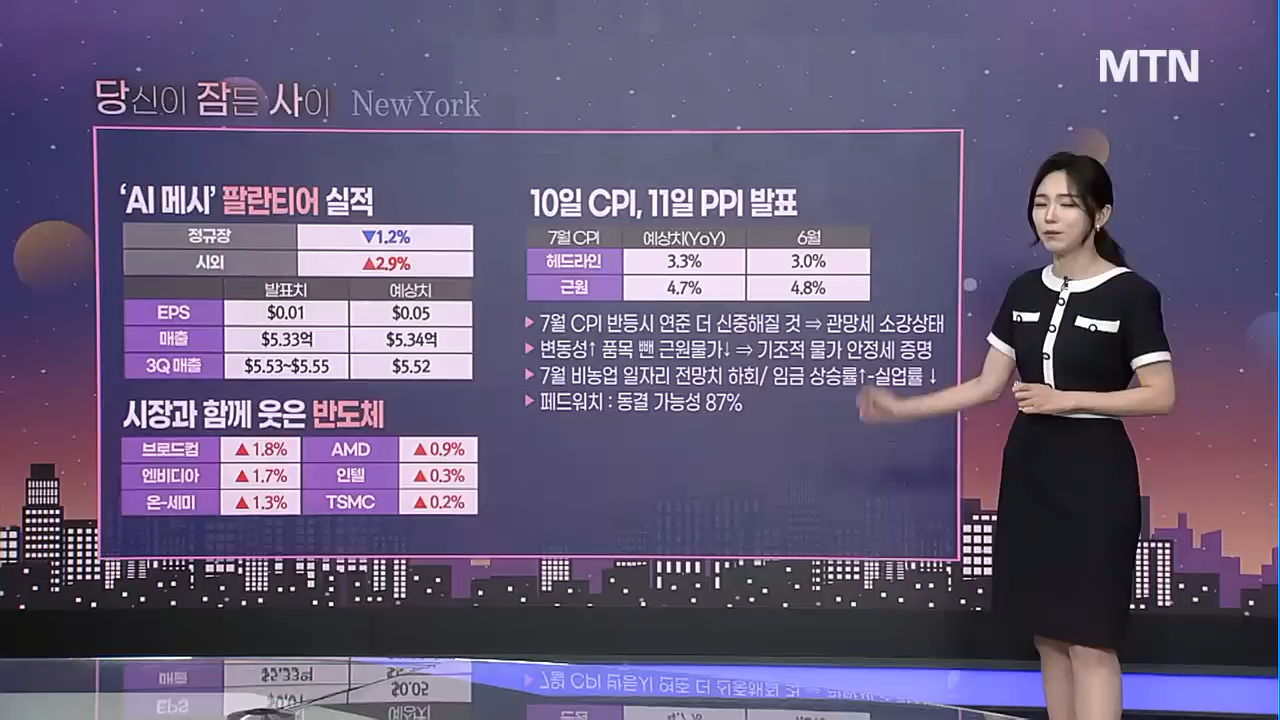 MTN
당신이 잠든 사이 NewYork
‘AI 메시’ 팔란티어 실적
정규장 ▼1.2%
시외 ▲2.9%
발표치 예상치
EPS $0.01 $0.05
매출 $5.33억 $5.34억
3Q 매출 $5.53~$5.55 $5.52
시장과 함께 웃은 반도체
브로드컴 ▲1.8% AMD ▲0.9%
엔비디아 ▲1.7% 인텔 ▲0.3%
온-세미 ▲1.3% TSMC ▲0.2%
10일 CPI, 11일 PPI 발표
7월 CPI 예상치(YoY) 6월
헤드라인 3.3% 3.0%
근원 4.7% 4.8%
▶ 7월 CPI 반등시 연준 더 신중해질 것 ⇒ 관망세 소강상태
▶ 변동성↑ 품목 뺀 근원물가↓ ⇒ 기조적 물가 안정세 증명
▶ 7월 비농업 일자리 전망치 하회/ 임금 상승률↑-실업률 ↓
▶ 페드워치 : 동결 가능성 87%